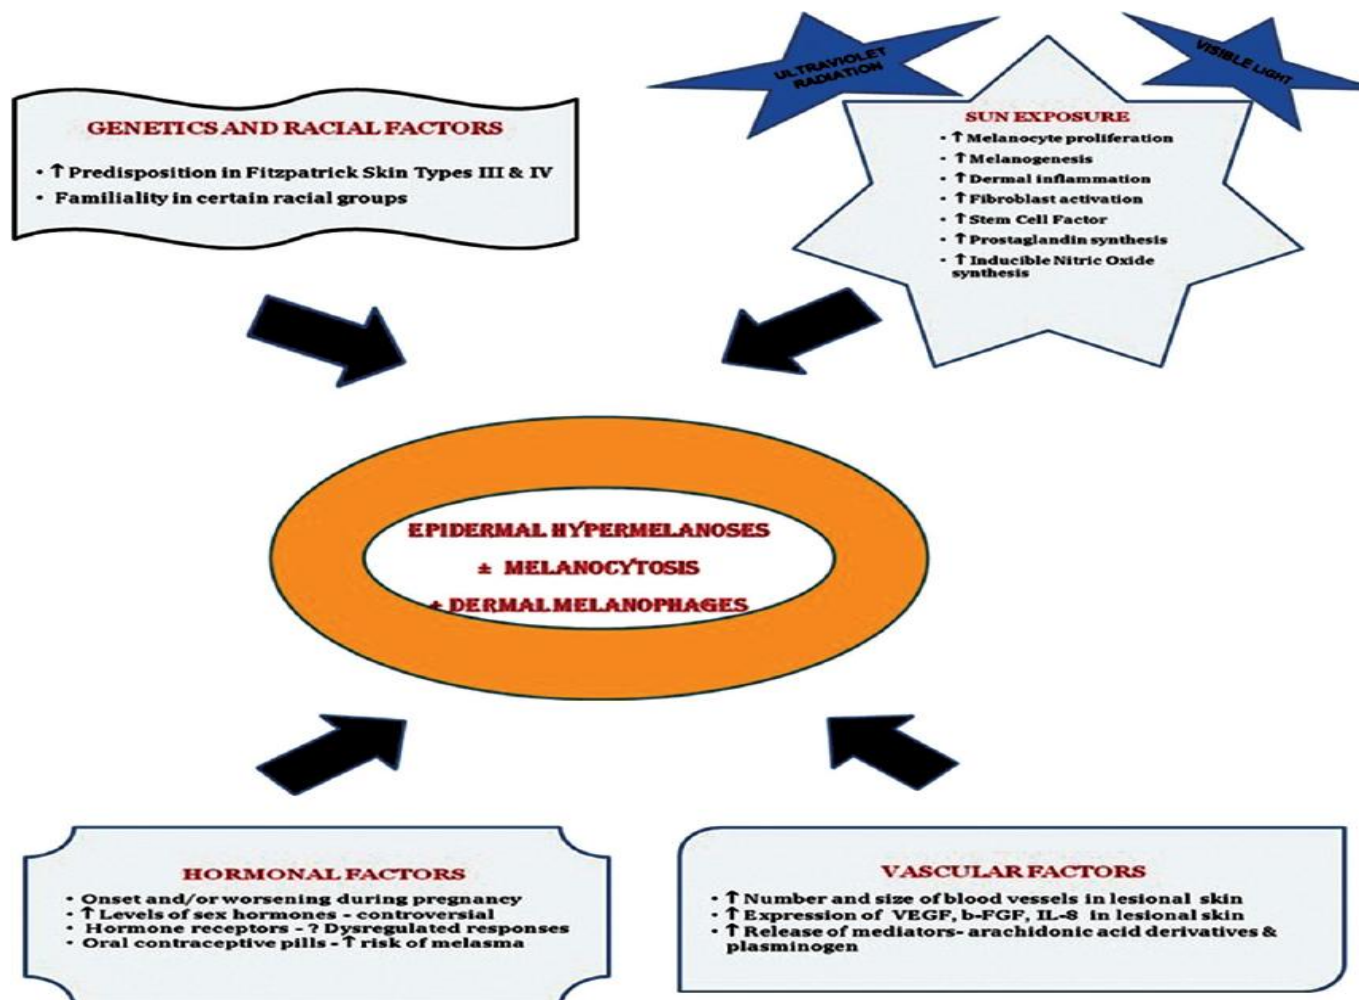 ULTRAVIOLET
RADIATION
VISIBLE LIGHT
GENETICS AND RACIAL FACTORS
• ↑ Predisposition in Fitzpatrick Skin Types III & IV
• Familiality in certain racial groups
SUN EXPOSURE
• ↑ Melanocyte proliferation
• ↑ Melanogenesis
• ↑ Dermal inflammation
• ↑ Fibroblast activation
• ↑ Stem Cell Factor
• ↑ Prostaglandin synthesis
• ↑ Inducible Nitric Oxide
synthesis
EPIDERMAL HYPERMELANOSES
± MELANOCYTOSIS
± DERMAL MELANOPHAGES
HORMONAL FACTORS
• Onset and/or worsening during pregnancy
• ↑ Levels of sex hormones - controversial
• Hormone receptors - ? Dysregulated responses
• Oral contraceptive pills - ↑ risk of melasma
VASCULAR FACTORS
• ↑ Number and size of blood vessels in lesional skin
• ↑ Expression of VEGF, b-FGF, IL-8 in lesional skin
• ↑ Release of mediators- arachidonic acid derivatives &
plasminogen